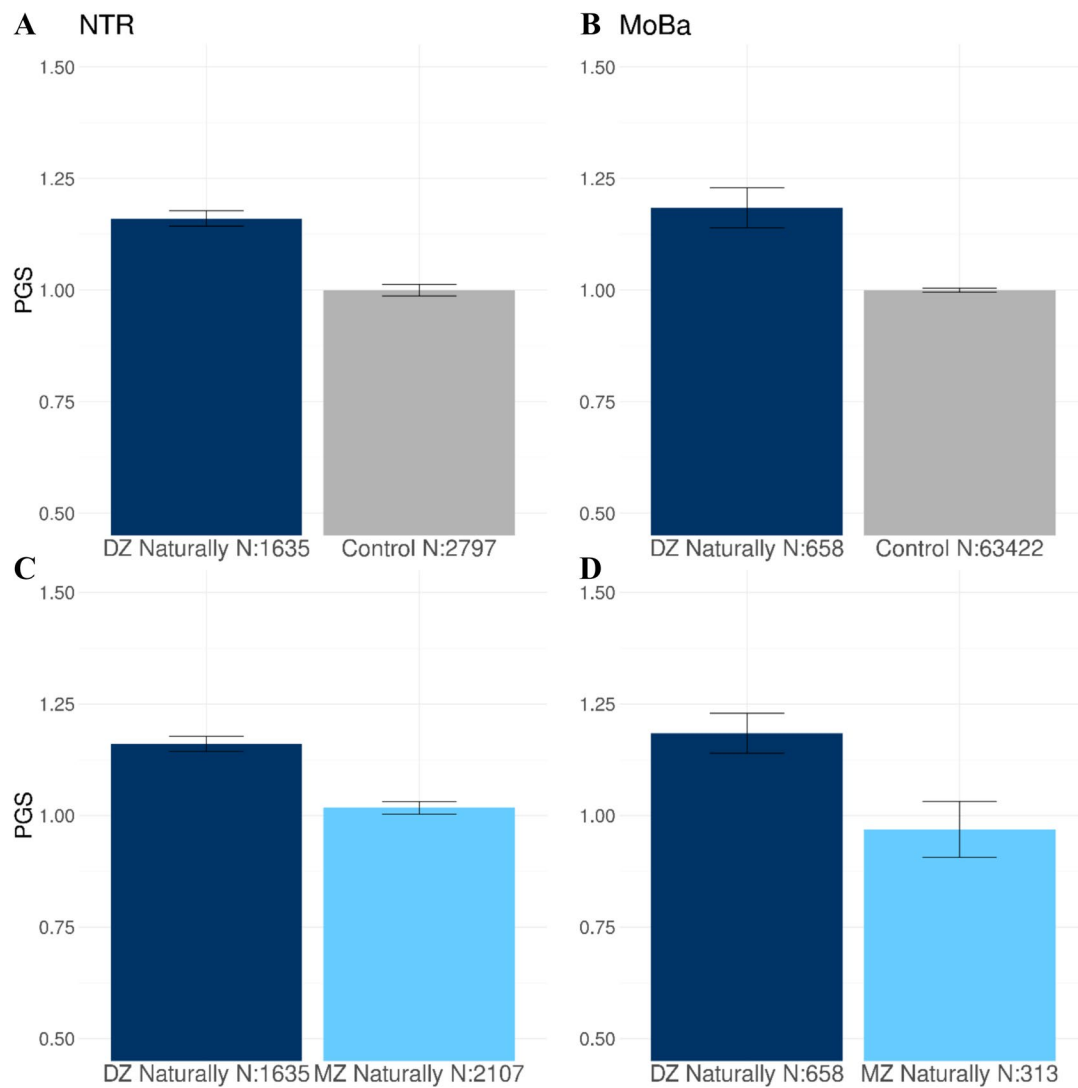 A NTR
1.50
1.25
1.00
0.75
0.50
PGS
DZ Naturally N:1635 Control N:2797
B MoBa
1.50
1.25
1.00
0.75
0.50
DZ Naturally N:658 Control N:63422
C
1.50
1.25
1.00
0.75
0.50
PGS
DZ Naturally N:1635 MZ Naturally N:2107
D
1.50
1.25
1.00
0.75
0.50
DZ Naturally N:658 MZ Naturally N:313